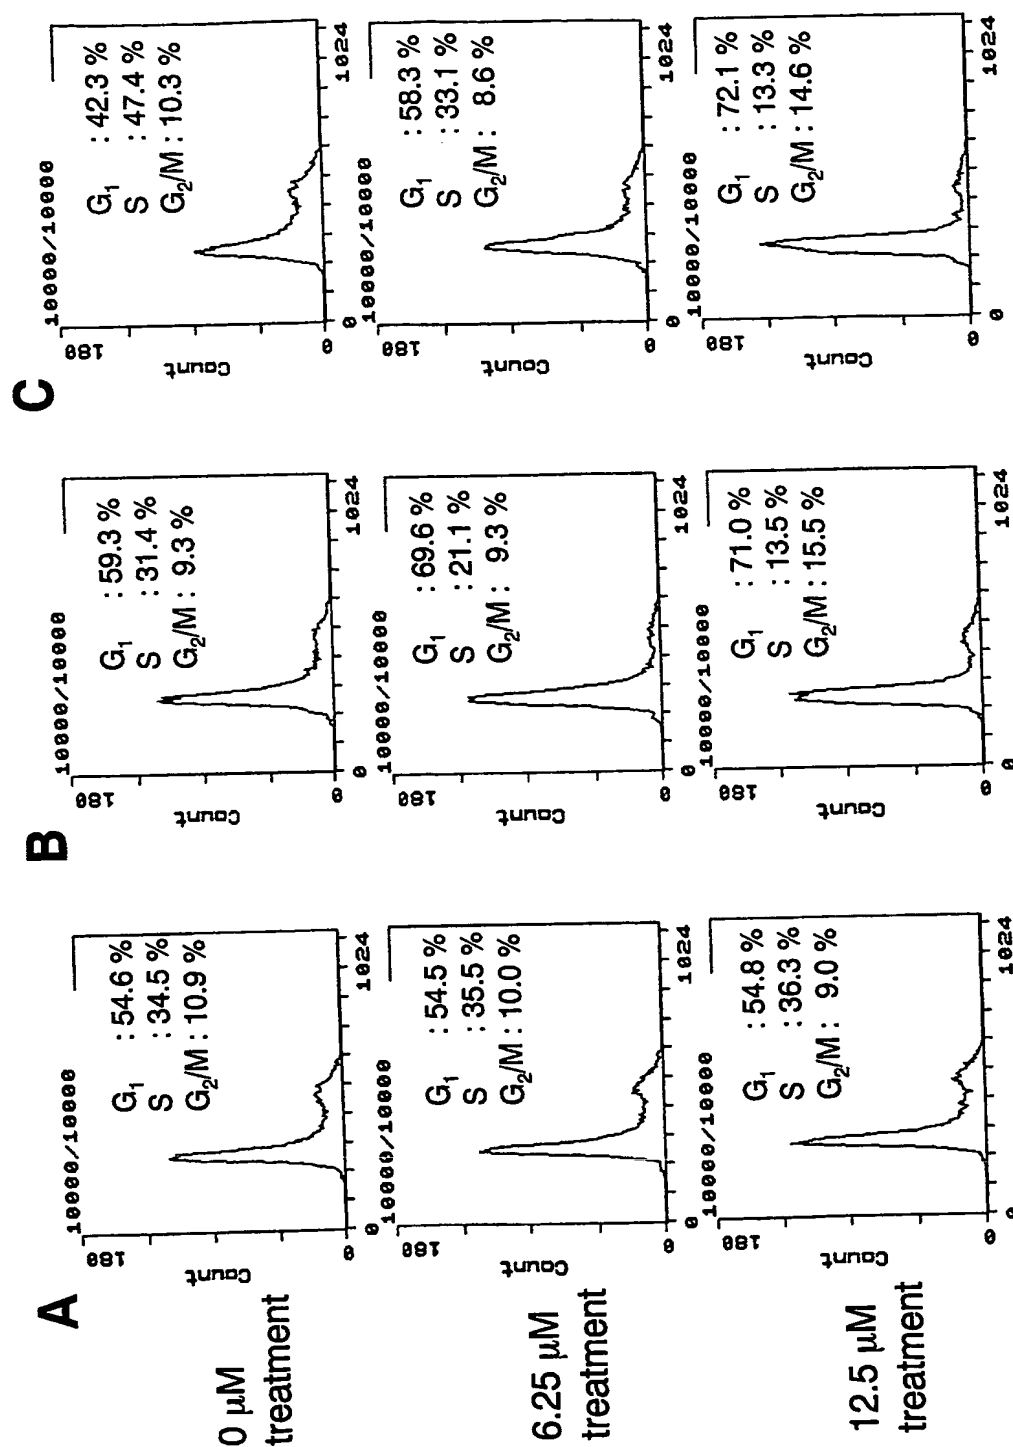 A
B
C
0 µM
treatment
10000/10000
180
Count
0
0
1024
G1 : 54.6 %
S : 34.5 %
G2/M : 10.9 %
10000/10000
180
Count
0
0
1024
G1 : 59.3 %
S : 31.4 %
G2/M : 9.3 %
10000/10000
180
Count
0
0
1024
G1 : 42.3 %
S : 47.4 %
G2/M : 10.3 %
6.25 µM
treatment
10000/10000
180
Count
0
0
1024
G1 : 54.5 %
S : 35.5 %
G2/M : 10.0 %
10000/10000
180
Count
0
0
1024
G1 : 69.6 %
S : 21.1 %
G2/M : 9.3 %
10000/10000
180
Count
0
0
1024
G1 : 58.3 %
S : 33.1 %
G2/M : 8.6 %
12.5 µM
treatment
10000/10000
180
Count
0
0
1024
G1 : 54.8 %
S : 36.3 %
G2/M : 9.0 %
10000/10000
180
Count
0
0
1024
G1 : 71.0 %
S : 13.5 %
G2/M : 15.5 %
10000/10000
180
Count
0
0
1024
G1 : 72.1 %
S : 13.3 %
G2/M : 14.6 %